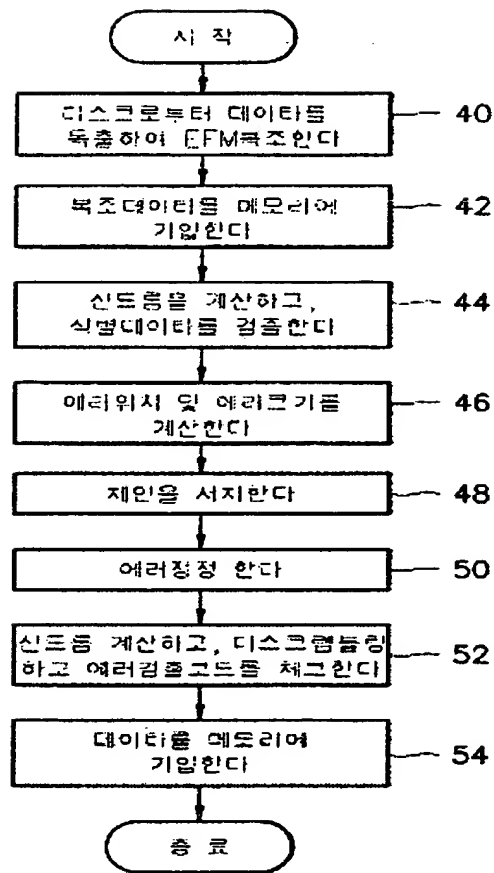 시 작
디스크로부터 데이타를
독출하여 EFM복조한다
40
복조데이터를 메모리에
기입한다
42
신드롬을 계산하고,
식별데이타를 검출한다
44
에러위치 및 에러크기를
계산한다
46
체인을 서치한다
48
에러정정 한다
50
신드롬 계산하고, 디스크램블링
하고 에러검출코드를 체크한다
52
데이타를 메모리에
기입한다
54
종 료